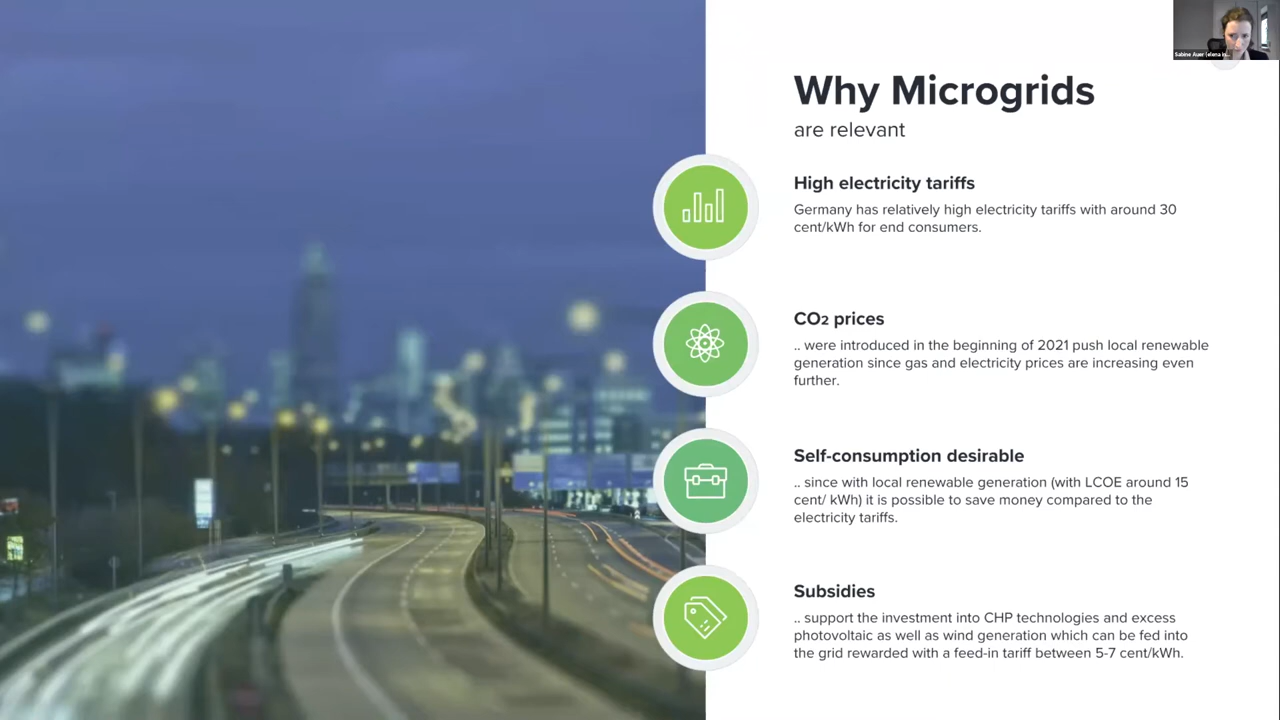 Sabine Auer (elena in...
Why Microgrids
are relevant
High electricity tariffs
Germany has relatively high electricity tariffs with around 30
cent/kWh for end consumers.
CO2 prices
.. were introduced in the beginning of 2021 push local renewable
generation since gas and electricity prices are increasing even
further.
Self-consumption desirable
.. since with local renewable generation (with LCOE around 15
cent/ kWh) it is possible to save money compared to the
electricity tariffs.
Subsidies
.. support the investment into CHP technologies and excess
photovoltaic as well as wind generation which can be fed into
the grid rewarded with a feed-in tariff between 5-7 cent/kWh.